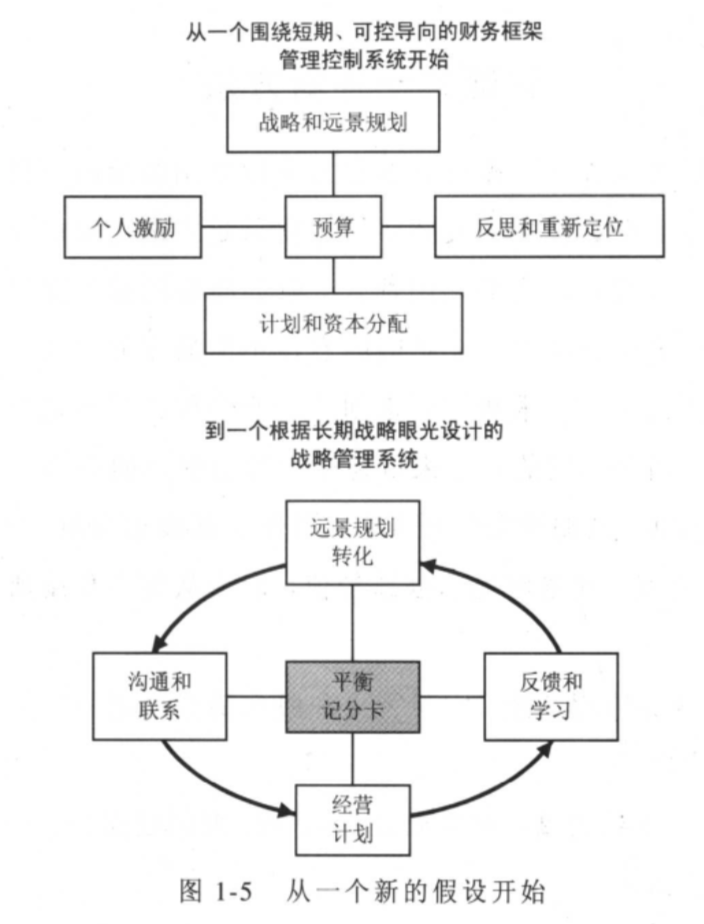 从一个围绕短期、可控导向的财务框架
管理控制系统开始
战略和远景规划
个人激励
预算
反思和重新定位
计划和资本分配
到一个根据长期战略眼光设计的
战略管理系统
远景规划
转化
沟通和
联系
平衡
记分卡
反馈和
学习
经营
计划
图 1-5 从一个新的假设开始